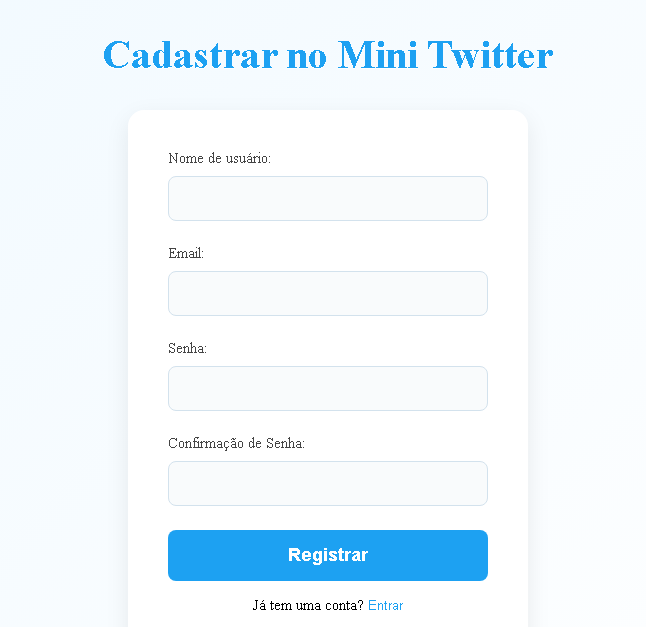 Cadastrar no Mini Twitter
Nome de usuário:
Email:
Senha:
Confirmação de Senha:
Registrar
Já tem uma conta? Entrar